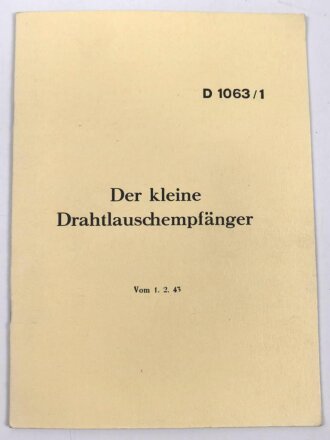 D 1063/1
Der kleine
Drahtlauschempfänger
Vom 1. 2. 43